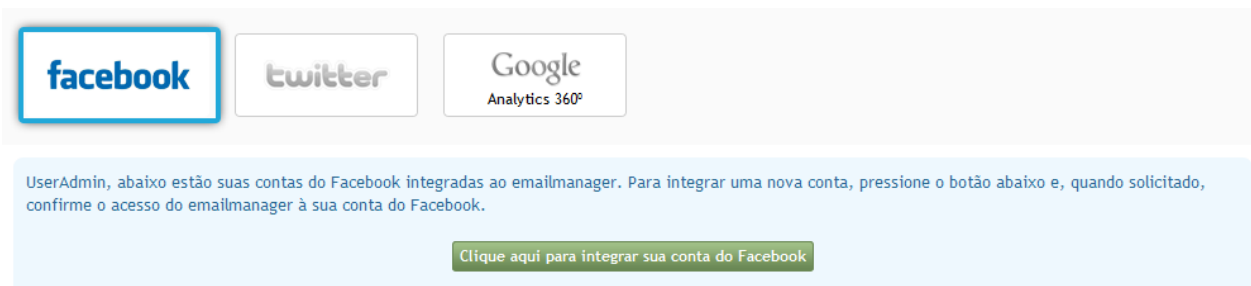 facebook twitter Google
Analytics 360º
UserAdmin, abaixo estão suas contas do Facebook integradas ao emailmanager. Para integrar uma nova conta, pressione o botão abaixo e, quando solicitado,
confirme o acesso do emailmanager à sua conta do Facebook.
Clique aqui para integrar sua conta do Facebook